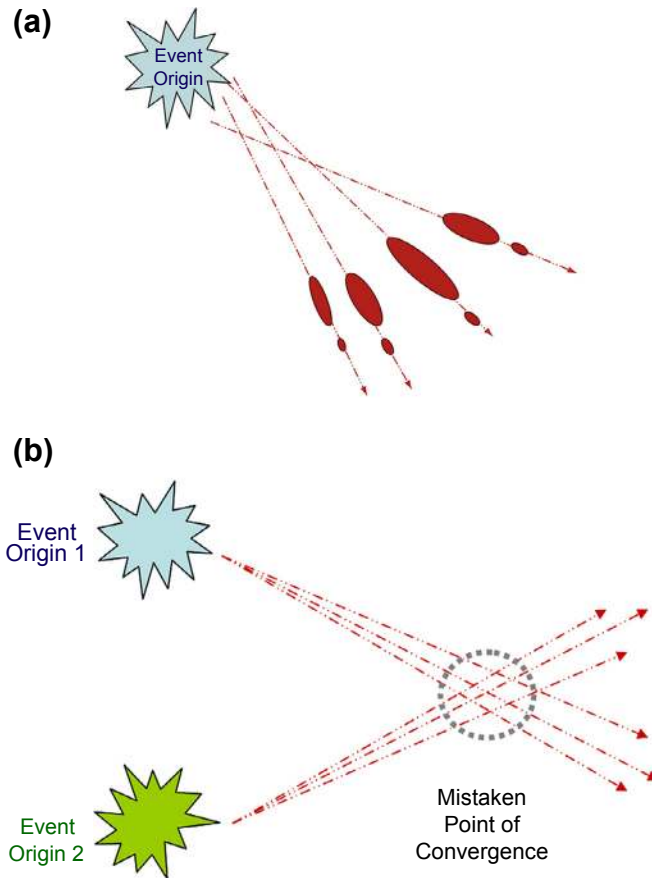 (a)
Event
Origin
(b)
Event
Origin 1
Event
Origin 2
Mistaken
Point of
Convergence